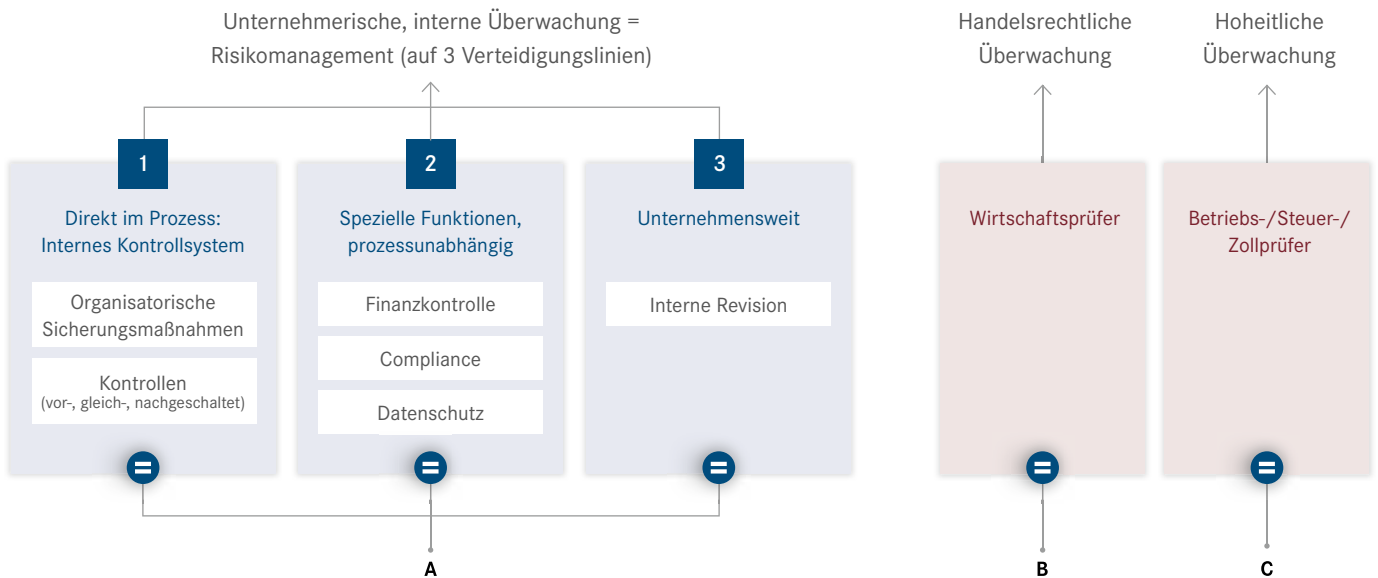 Unternehmerische, interne Überwachung =
Risikomanagement (auf 3 Verteidigungslinien)
Handelsrechtliche
Überwachung
Hoheitliche
Überwachung
1
Direkt im Prozess:
Internes Kontrollsystem
Organisatorische
Sicherungsmaßnahmen
Kontrollen
(vor-, gleich-, nachgeschaltet)
=
2
Spezielle Funktionen,
prozessunabhängig
Finanzkontrolle
Compliance
Datenschutz
=
3
Unternehmensweit
Interne Revision
=
Wirtschaftsprüfer
=
Betriebs-/Steuer-/
Zollprüfer
=
A
B
C